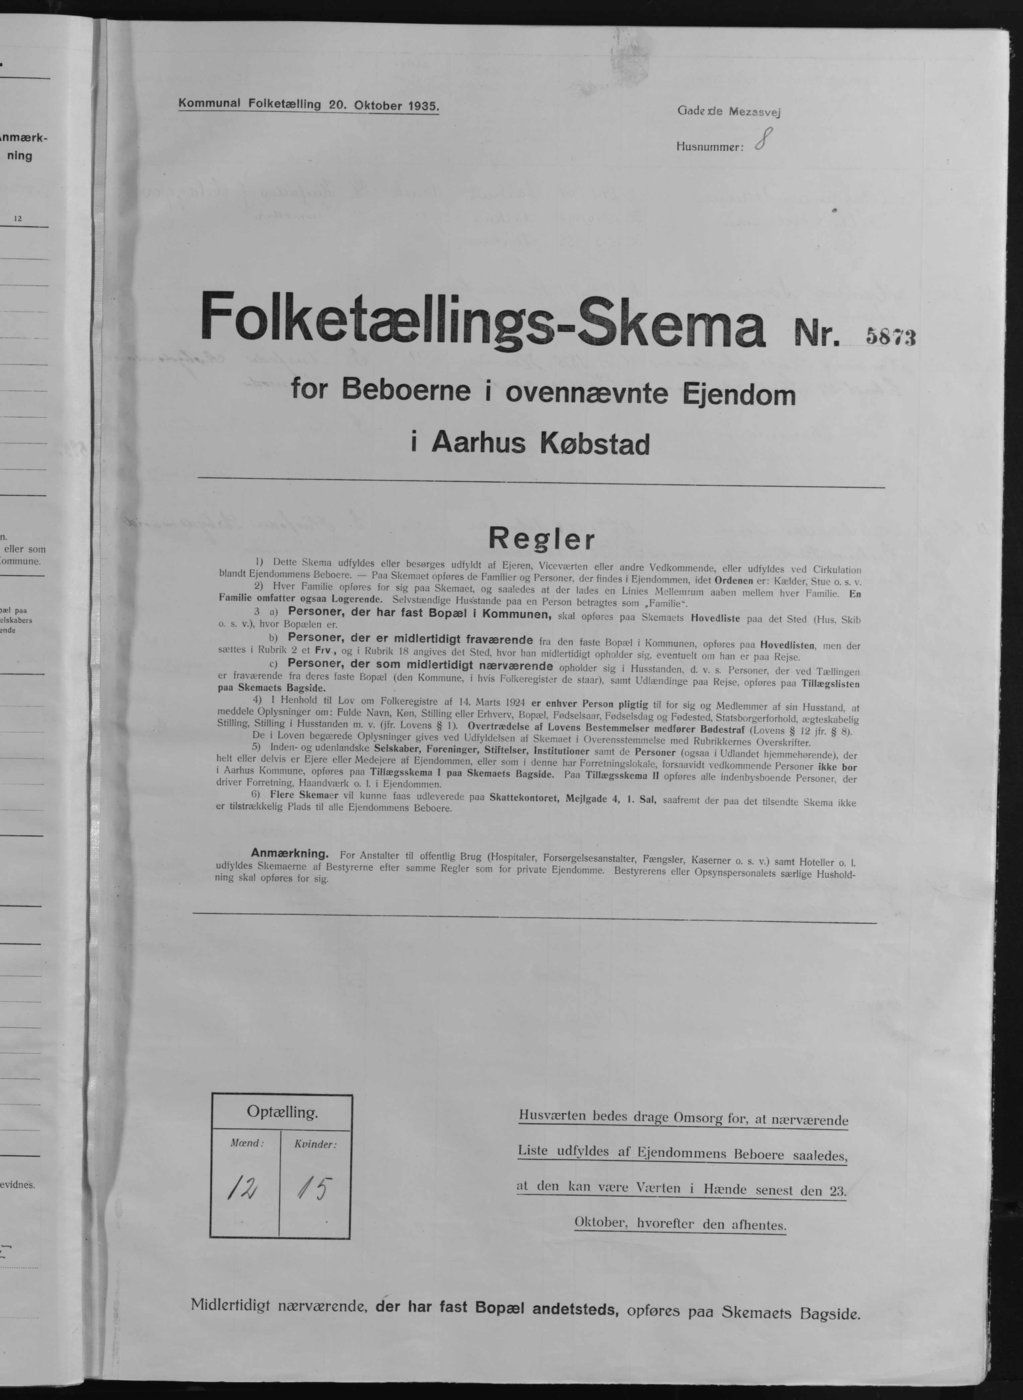 nmærk-
ning
12
n.
eller som
ommune.
pæl paa
elskabers
ende
evidnes.
Kommunal Folketælling 20. Oktober 1935.
Gade: de Mezasvej
Husnummer: 8
Folketællings-Skema Nr. 5873
for Beboerne i ovennævnte Ejendom
i Aarhus Købstad
Regler
1) Dette Skema udfyldes eller besørges udfyldt af Ejeren, Viceværten eller andre Vedkommende, eller udfyldes ved Cirkulation
blandt Ejendommens Beboere. — Paa Skemaet opføres de Familier og Personer, der findes i Ejendommen, idet Ordenen er: Kælder, Stue o. s. v.
2) Hver Familie opføres for sig paa Skemaet, og saaledes at der lades en Linies Mellemrum aaben mellem hver Familie. En
Familie omfatter ogsaa Logerende. Selvstændige Husstande paa en Person betragtes som „Familie“.
3 a) Personer, der har fast Bopæl i Kommunen, skal opføres paa Skemaets Hovedliste paa det Sted (Hus, Skib
o. s. v.), hvor Bopælen er.
b) Personer, der er midlertidigt fraværende fra den faste Bopæl i Kommunen, opføres paa Hovedlisten, men der
sættes i Rubrik 2 et Frv., og i Rubrik 18 angives det Sted, hvor han midlertidigt opholder sig, eventuelt om han er paa Rejse.
c) Personer, der som midlertidigt nærværende opholder sig i Husstanden, d. v. s. Personer, der ved Tællingen
er fraværende fra deres faste Bopæl (den Kommune, i hvis Folkeregister de staar), samt Udlændinge paa Rejse, opføres paa Tillægslisten
paa Skemaets Bagside.
4) I Henhold til Lov om Folkeregistre af 14. Marts 1924 er enhver Person pligtig til for sig og Medlemmer af sin Husstand, at
meddele Oplysninger om: Fulde Navn, Køn, Stilling eller Erhverv, Bopæl, Fødselsaar, Fødselsdag og Fødested, Statsborgerforhold, ægteskabelig
Stilling, Stilling i Husstanden m. v. (jfr. Lovens § 1). Overtrædelse af Lovens Bestemmelser medfører Bødestraf (Lovens § 12 jfr. § 8).
De i Loven begærede Oplysninger gives ved Udfyldelsen af Skemaet i Overensstemmelse med Rubrikkernes Overskrifter.
5) Inden- og udenlandske Selskaber, Foreninger, Stiftelser, Institutioner samt de Personer (ogsaa i Udlandet hjemmehørende), der
helt eller delvis er Ejere eller Medejere af Ejendommen, eller som i denne har Forretningslokale, forsaavidt vedkommende Personer ikke bor
i Aarhus Kommune, opføres paa Tillægsskema I paa Skemaets Bagside. Paa Tillægsskema II opføres alle indenbysboende Personer, der
driver Forretning, Haandværk o. l. i Ejendommen.
6) Flere Skemaer vil kunne faas udleverede paa Skattekontoret, Mejlgade 4, 1. Sal, saafremt der paa det tilsendte Skema ikke
er tilstrækkelig Plads til alle Ejendommens Beboere.
Anmærkning. For Anstalter til offentlig Brug (Hospitaler, Forsørgelsesanstalter, Fængsler, Kaserner o. s. v.) samt Hoteller o. l.
udfyldes Skemaerne af Bestyrerne efter samme Regler som for private Ejendomme. Bestyrerens eller Opsynspersonalets særlige Hushold-
ning skal opføres for sig.
Optælling.
Mænd: Kvinder:
12 15
Husværten bedes drage Omsorg for, at nærværende
Liste udfyldes af Ejendommens Beboere saaledes,
at den kan være Værten i Hænde senest den 23.
Oktober, hvorefter den afhentes.
Midlertidigt nærværende, der har fast Bopæl andetsteds, opføres paa Skemaets Bagside.